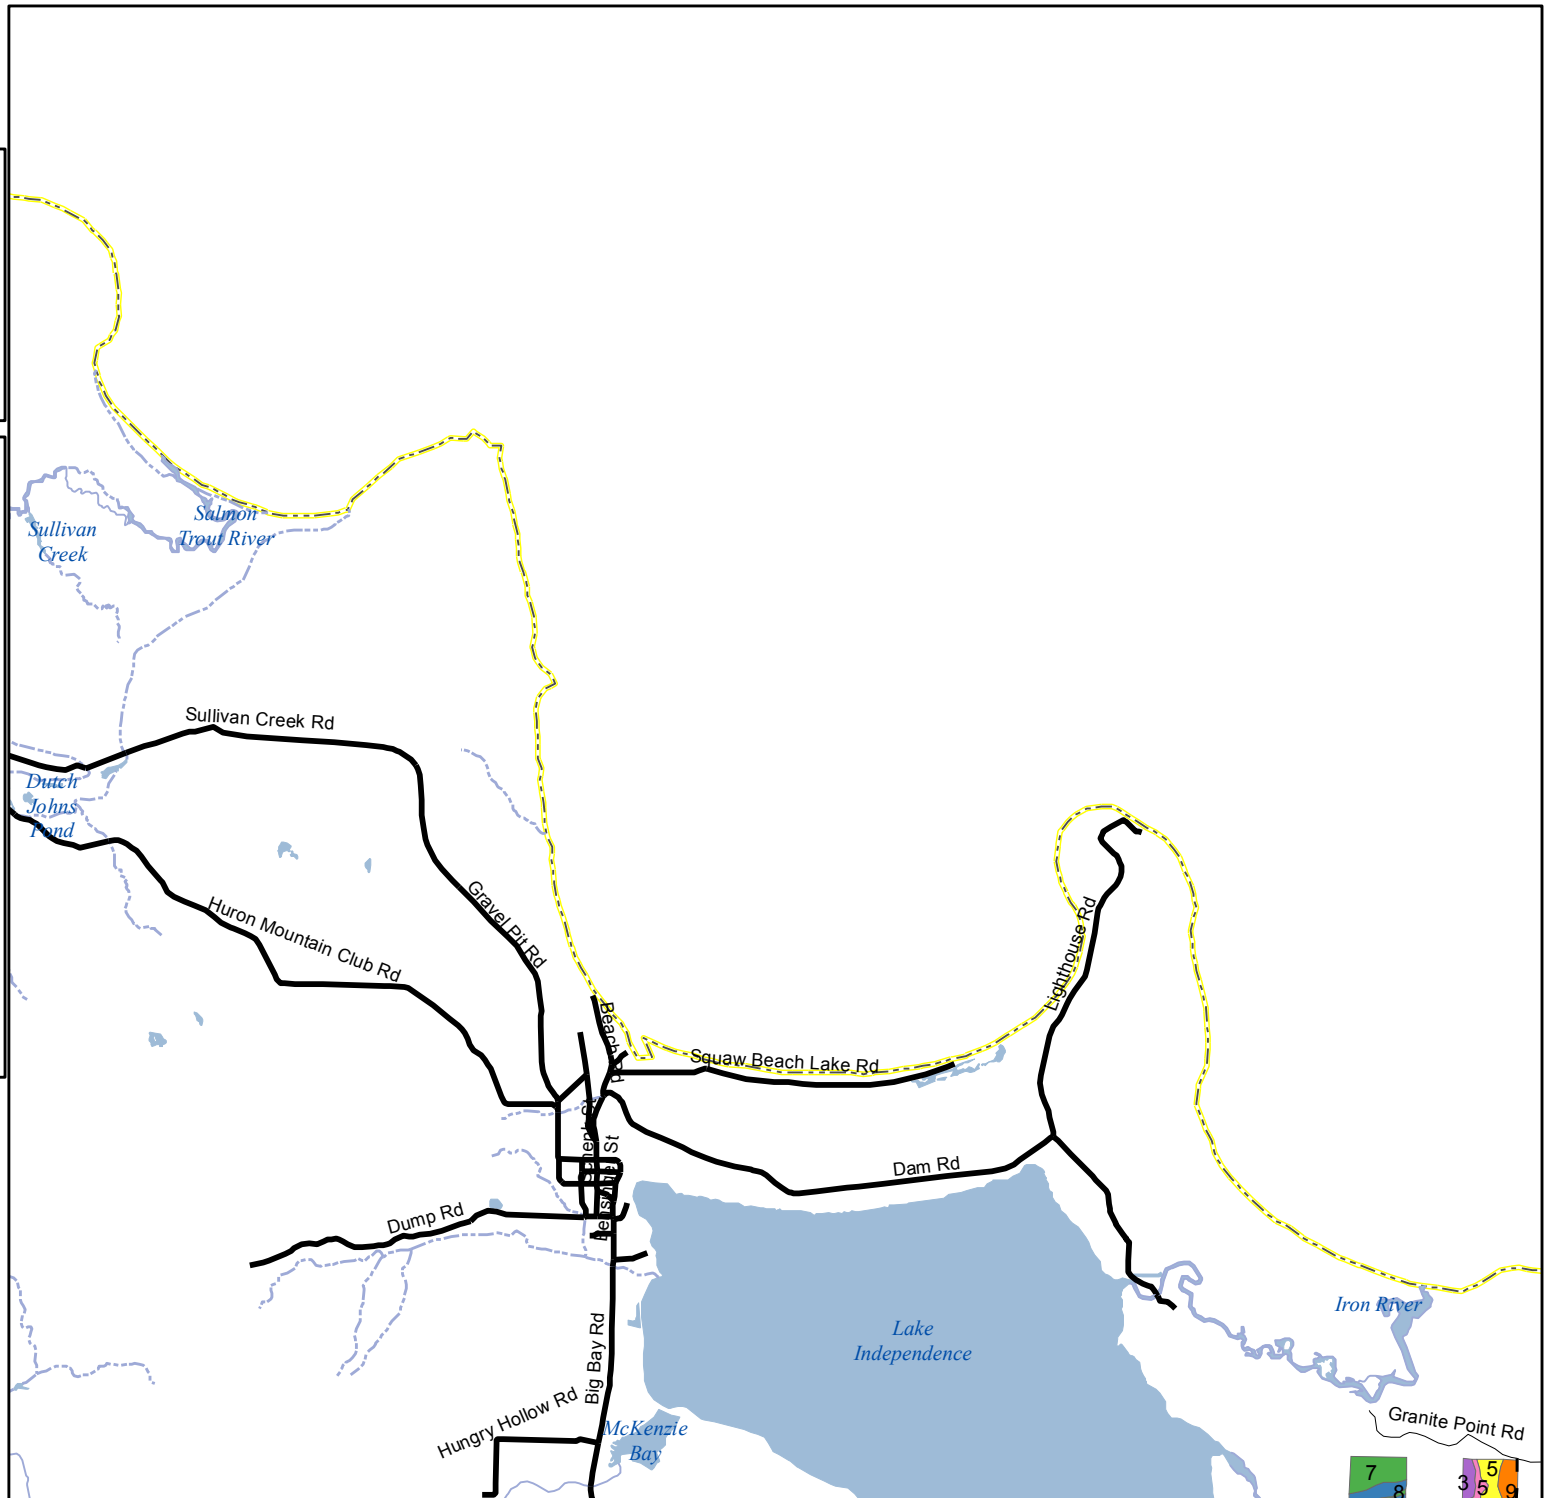 Salmon
Trout River
Sullivan
Creek
Sullivan Creek Rd
Dutch
Johns
Pond
Gravel Pit Rd
Huron Mountain Club Rd
Lighthouse Rd
Beach Rd
Squaw Beach Lake Rd
Dam Rd
Bensinger St
Dump Rd
Iron River
Lake
Independence
Big Bay Rd
Hungry Hollow Rd
McKenzie
Bay
Granite Point Rd
7
8
3
5
5
9